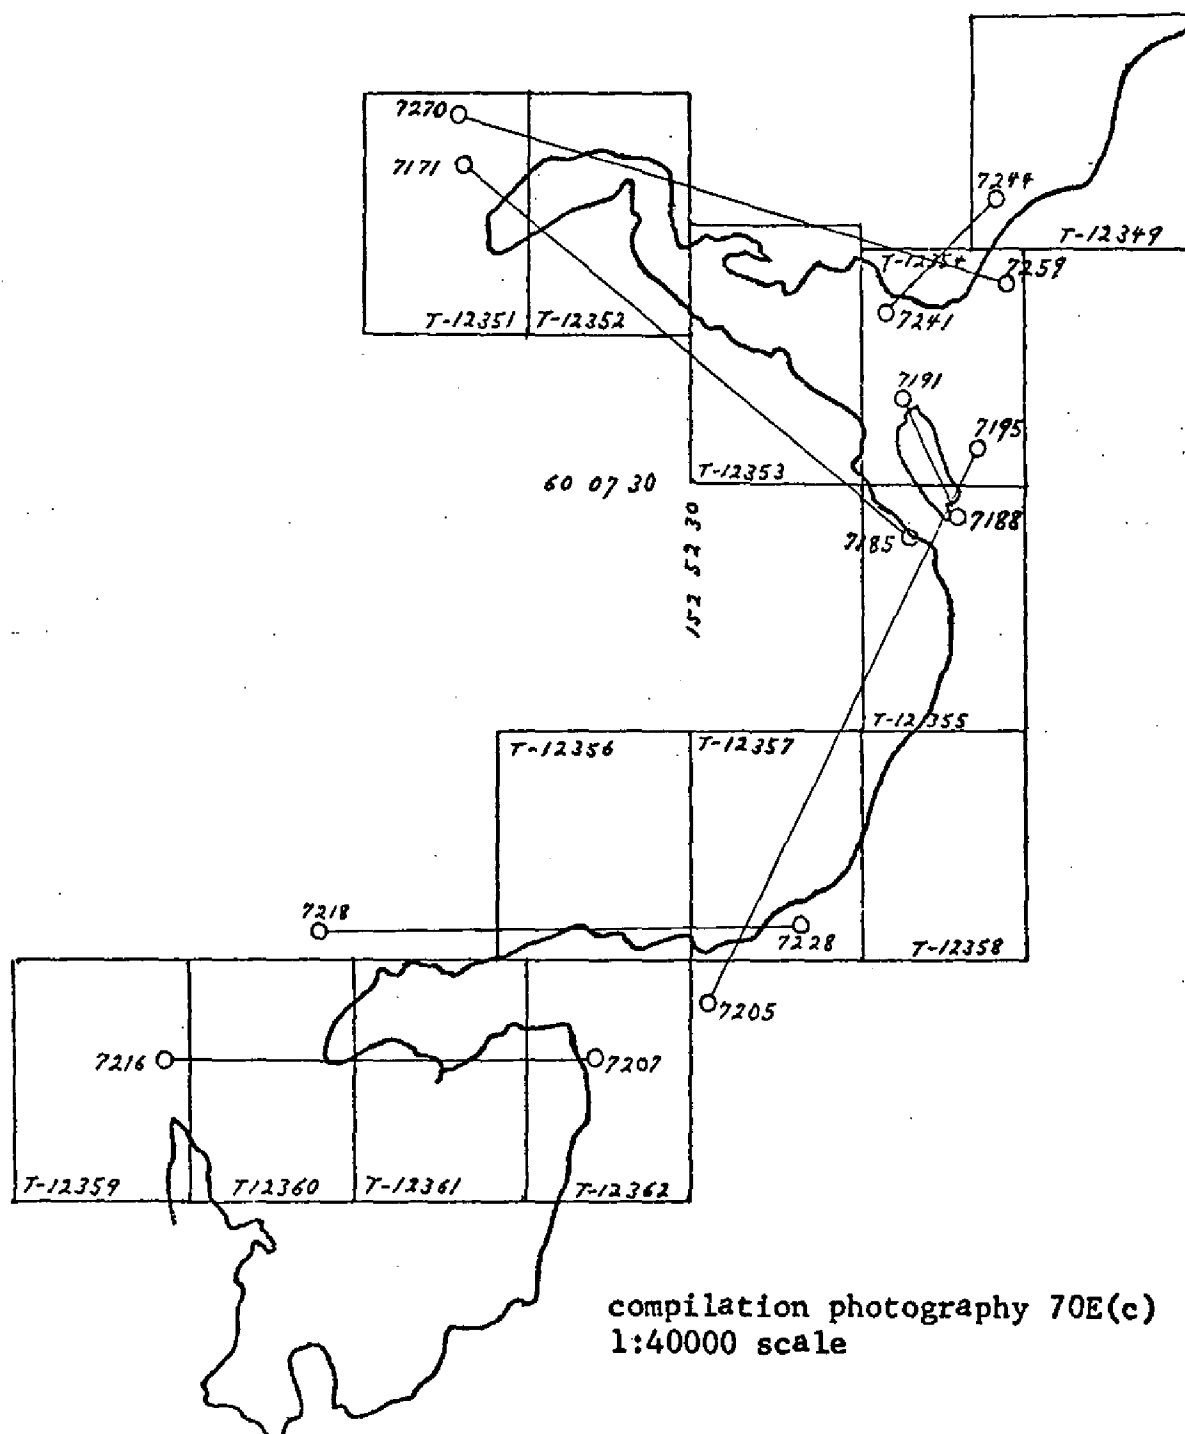 7270
7171
7244
T-12349
T-12354
7259
7241
T-12351
T-12352
7191
7195
T-12353
60 07 30
7188
7185
152 52 30
T-12355
T-12356
T-12357
7218
7228
T-12358
7205
7216
7207
T-12359
T12360
T-12361
T-12362
compilation photography 70E(c)
1:40000 scale